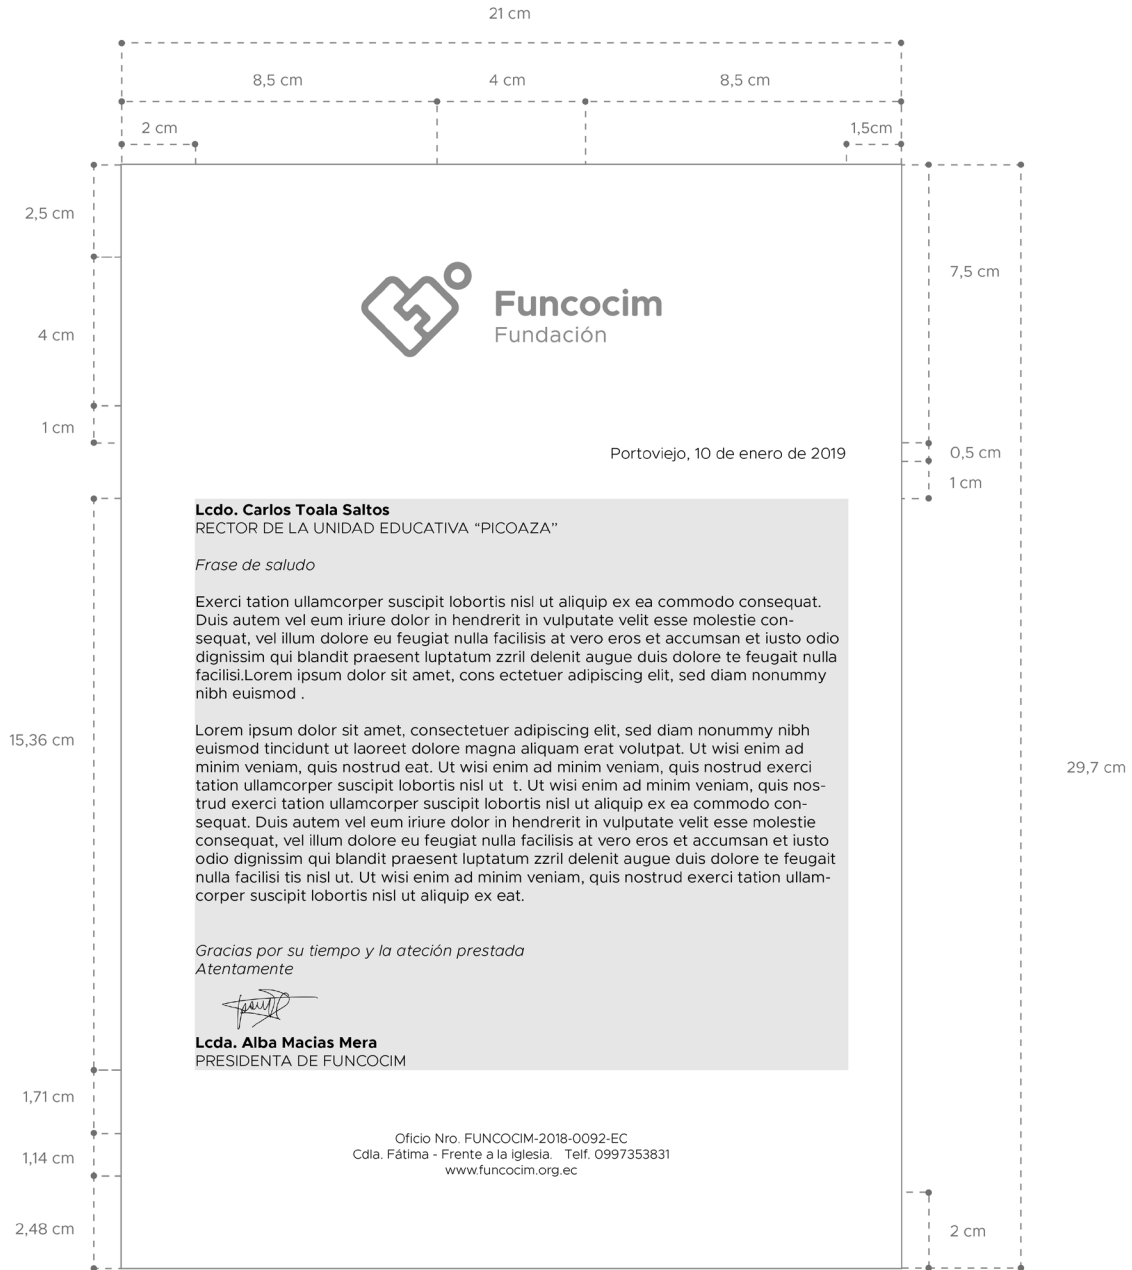 21 cm
8,5 cm 4 cm 8,5 cm
2 cm 1,5cm
2,5 cm
7,5 cm
Funcocim
Fundación
4 cm
1 cm
Portoviejo, 10 de enero de 2019
0,5 cm
1 cm
Lcdo. Carlos Toala Saltos
RECTOR DE LA UNIDAD EDUCATIVA “PICOAZA”
Frase de saludo
Exerci tation ullamcorper suscipit lobortis nisl ut aliquip ex ea commodo consequat.
Duis autem vel eum iriure dolor in hendrerit in vulputate velit esse molestie con-
sequat, vel illum dolore eu feugiat nulla facilisis at vero eros et accumsan et iusto odio
dignissim qui blandit praesent luptatum zzril delenit augue duis dolore te feugait nulla
facilisi.Lorem ipsum dolor sit amet, cons ectetuer adipiscing elit, sed diam nonummy
nibh euismod .
Lorem ipsum dolor sit amet, consectetuer adipiscing elit, sed diam nonummy nibh
euismod tincidunt ut laoreet dolore magna aliquam erat volutpat. Ut wisi enim ad
minim veniam, quis nostrud eat. Ut wisi enim ad minim veniam, quis nostrud exerci
tation ullamcorper suscipit lobortis nisl ut  t. Ut wisi enim ad minim veniam, quis nos-
trud exerci tation ullamcorper suscipit lobortis nisl ut aliquip ex ea commodo con-
sequat. Duis autem vel eum iriure dolor in hendrerit in vulputate velit esse molestie
consequat, vel illum dolore eu feugiat nulla facilisis at vero eros et accumsan et iusto
odio dignissim qui blandit praesent luptatum zzril delenit augue duis dolore te feugait
nulla facilisi tis nisl ut. Ut wisi enim ad minim veniam, quis nostrud exerci tation ullam-
corper suscipit lobortis nisl ut aliquip ex eat.
15,36 cm
29,7 cm
Gracias por su tiempo y la ateción prestada
Atentamente
Lcda. Alba Macias Mera
PRESIDENTA DE FUNCOCIM
1,71 cm
Oficio Nro. FUNCOCIM-2018-0092-EC
Cdla. Fátima - Frente a la iglesia.   Telf. 0997353831
www.funcocim.org.ec
1,14 cm
2,48 cm
2 cm